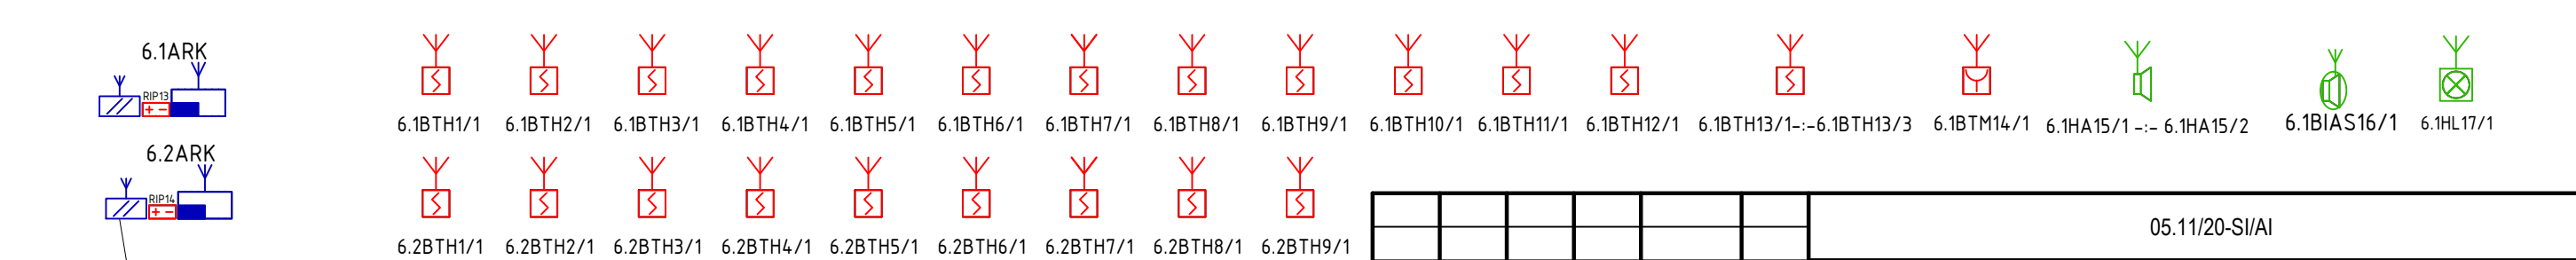 6.1ARK
RIP13
+ -
6.1BTH1/1 6.1BTH2/1 6.1BTH3/1 6.1BTH4/1 6.1BTH5/1 6.1BTH6/1 6.1BTH7/1 6.1BTH8/1 6.1BTH9/1 6.1BTH10/1 6.1BTH11/1 6.1BTH12/1 6.1BTH13/1-:-6.1BTH13/3 6.1BTM14/1 6.1HA15/1 -:- 6.1HA15/2 6.1BIAS16/1 6.1HL17/1
6.2ARK
RIP14
+ -
6.2BTH1/1 6.2BTH2/1 6.2BTH3/1 6.2BTH4/1 6.2BTH5/1 6.2BTH6/1 6.2BTH7/1 6.2BTH8/1 6.2BTH9/1
05.11/20-SI/AI